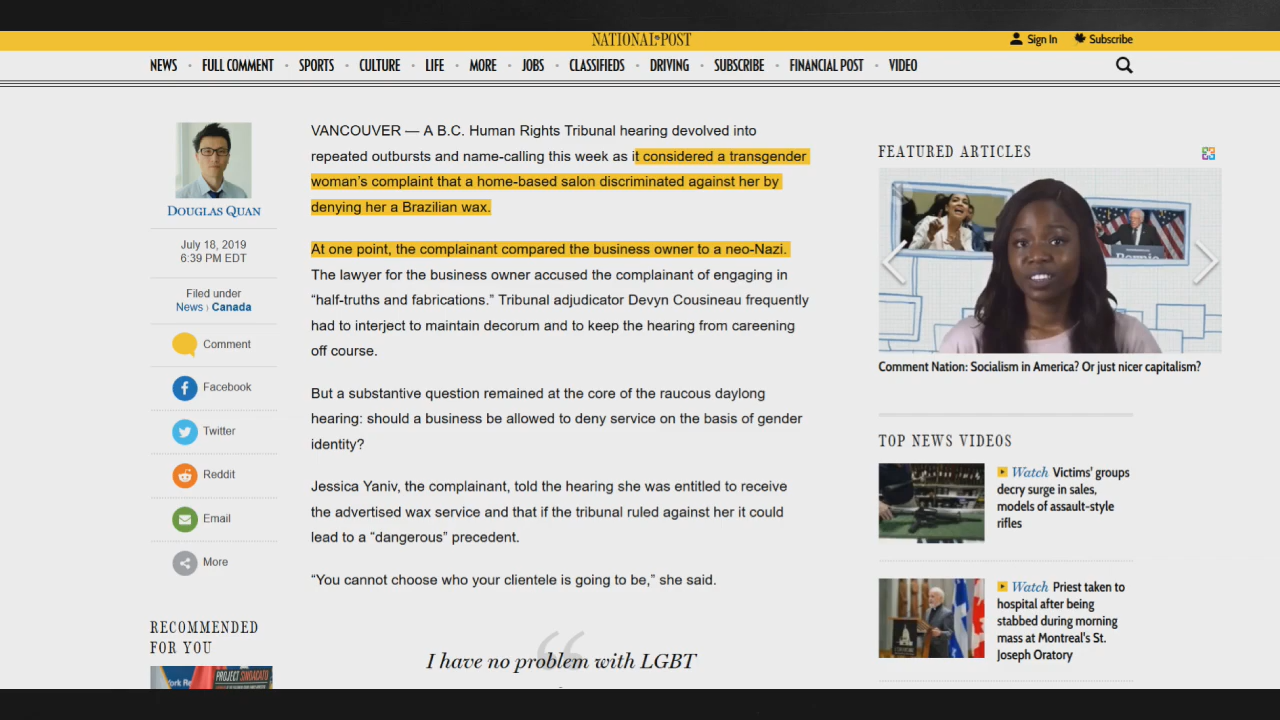 NATIONAL POST
Sign In
Subscribe
NEWS • FULL COMMENT • SPORTS • CULTURE • LIFE • MORE • JOBS • CLASSIFIEDS • DRIVING • SUBSCRIBE • FINANCIAL POST • VIDEO
DOUGLAS QUAN
July 18, 2019
6:39 PM EDT
Filed under
News \ Canada
Comment
Facebook
Twitter
Reddit
Email
More
RECOMMENDED
FOR YOU
PROJECT SINDACATO
VANCOUVER — A B.C. Human Rights Tribunal hearing devolved into
repeated outbursts and name-calling this week as it considered a transgender
woman’s complaint that a home-based salon discriminated against her by
denying her a Brazilian wax.
At one point, the complainant compared the business owner to a neo-Nazi.
The lawyer for the business owner accused the complainant of engaging in
“half-truths and fabrications.” Tribunal adjudicator Devyn Cousineau frequently
had to interject to maintain decorum and to keep the hearing from careening
off course.
But a substantive question remained at the core of the raucous daylong
hearing: should a business be allowed to deny service on the basis of gender
identity?
Jessica Yaniv, the complainant, told the hearing she was entitled to receive
the advertised wax service and that if the tribunal ruled against her it could
lead to a “dangerous” precedent.
“You cannot choose who your clientele is going to be,” she said.
“
I have no problem with LGBT
FEATURED ARTICLES
Bernie
Comment Nation: Socialism in America? Or just nicer capitalism?
TOP NEWS VIDEOS
Watch Victims' groups
decry surge in sales,
models of assault-style
rifles
Watch Priest taken to
hospital after being
stabbed during morning
mass at Montreal's St.
Joseph Oratory